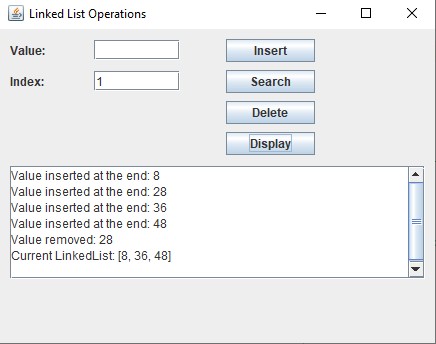 Linked List Operations
Value:
Insert
Index:
1
Search
Delete
Display
Value inserted at the end: 8
Value inserted at the end: 28
Value inserted at the end: 36
Value inserted at the end: 48
Value removed: 28
Current LinkedList: [8, 36, 48]